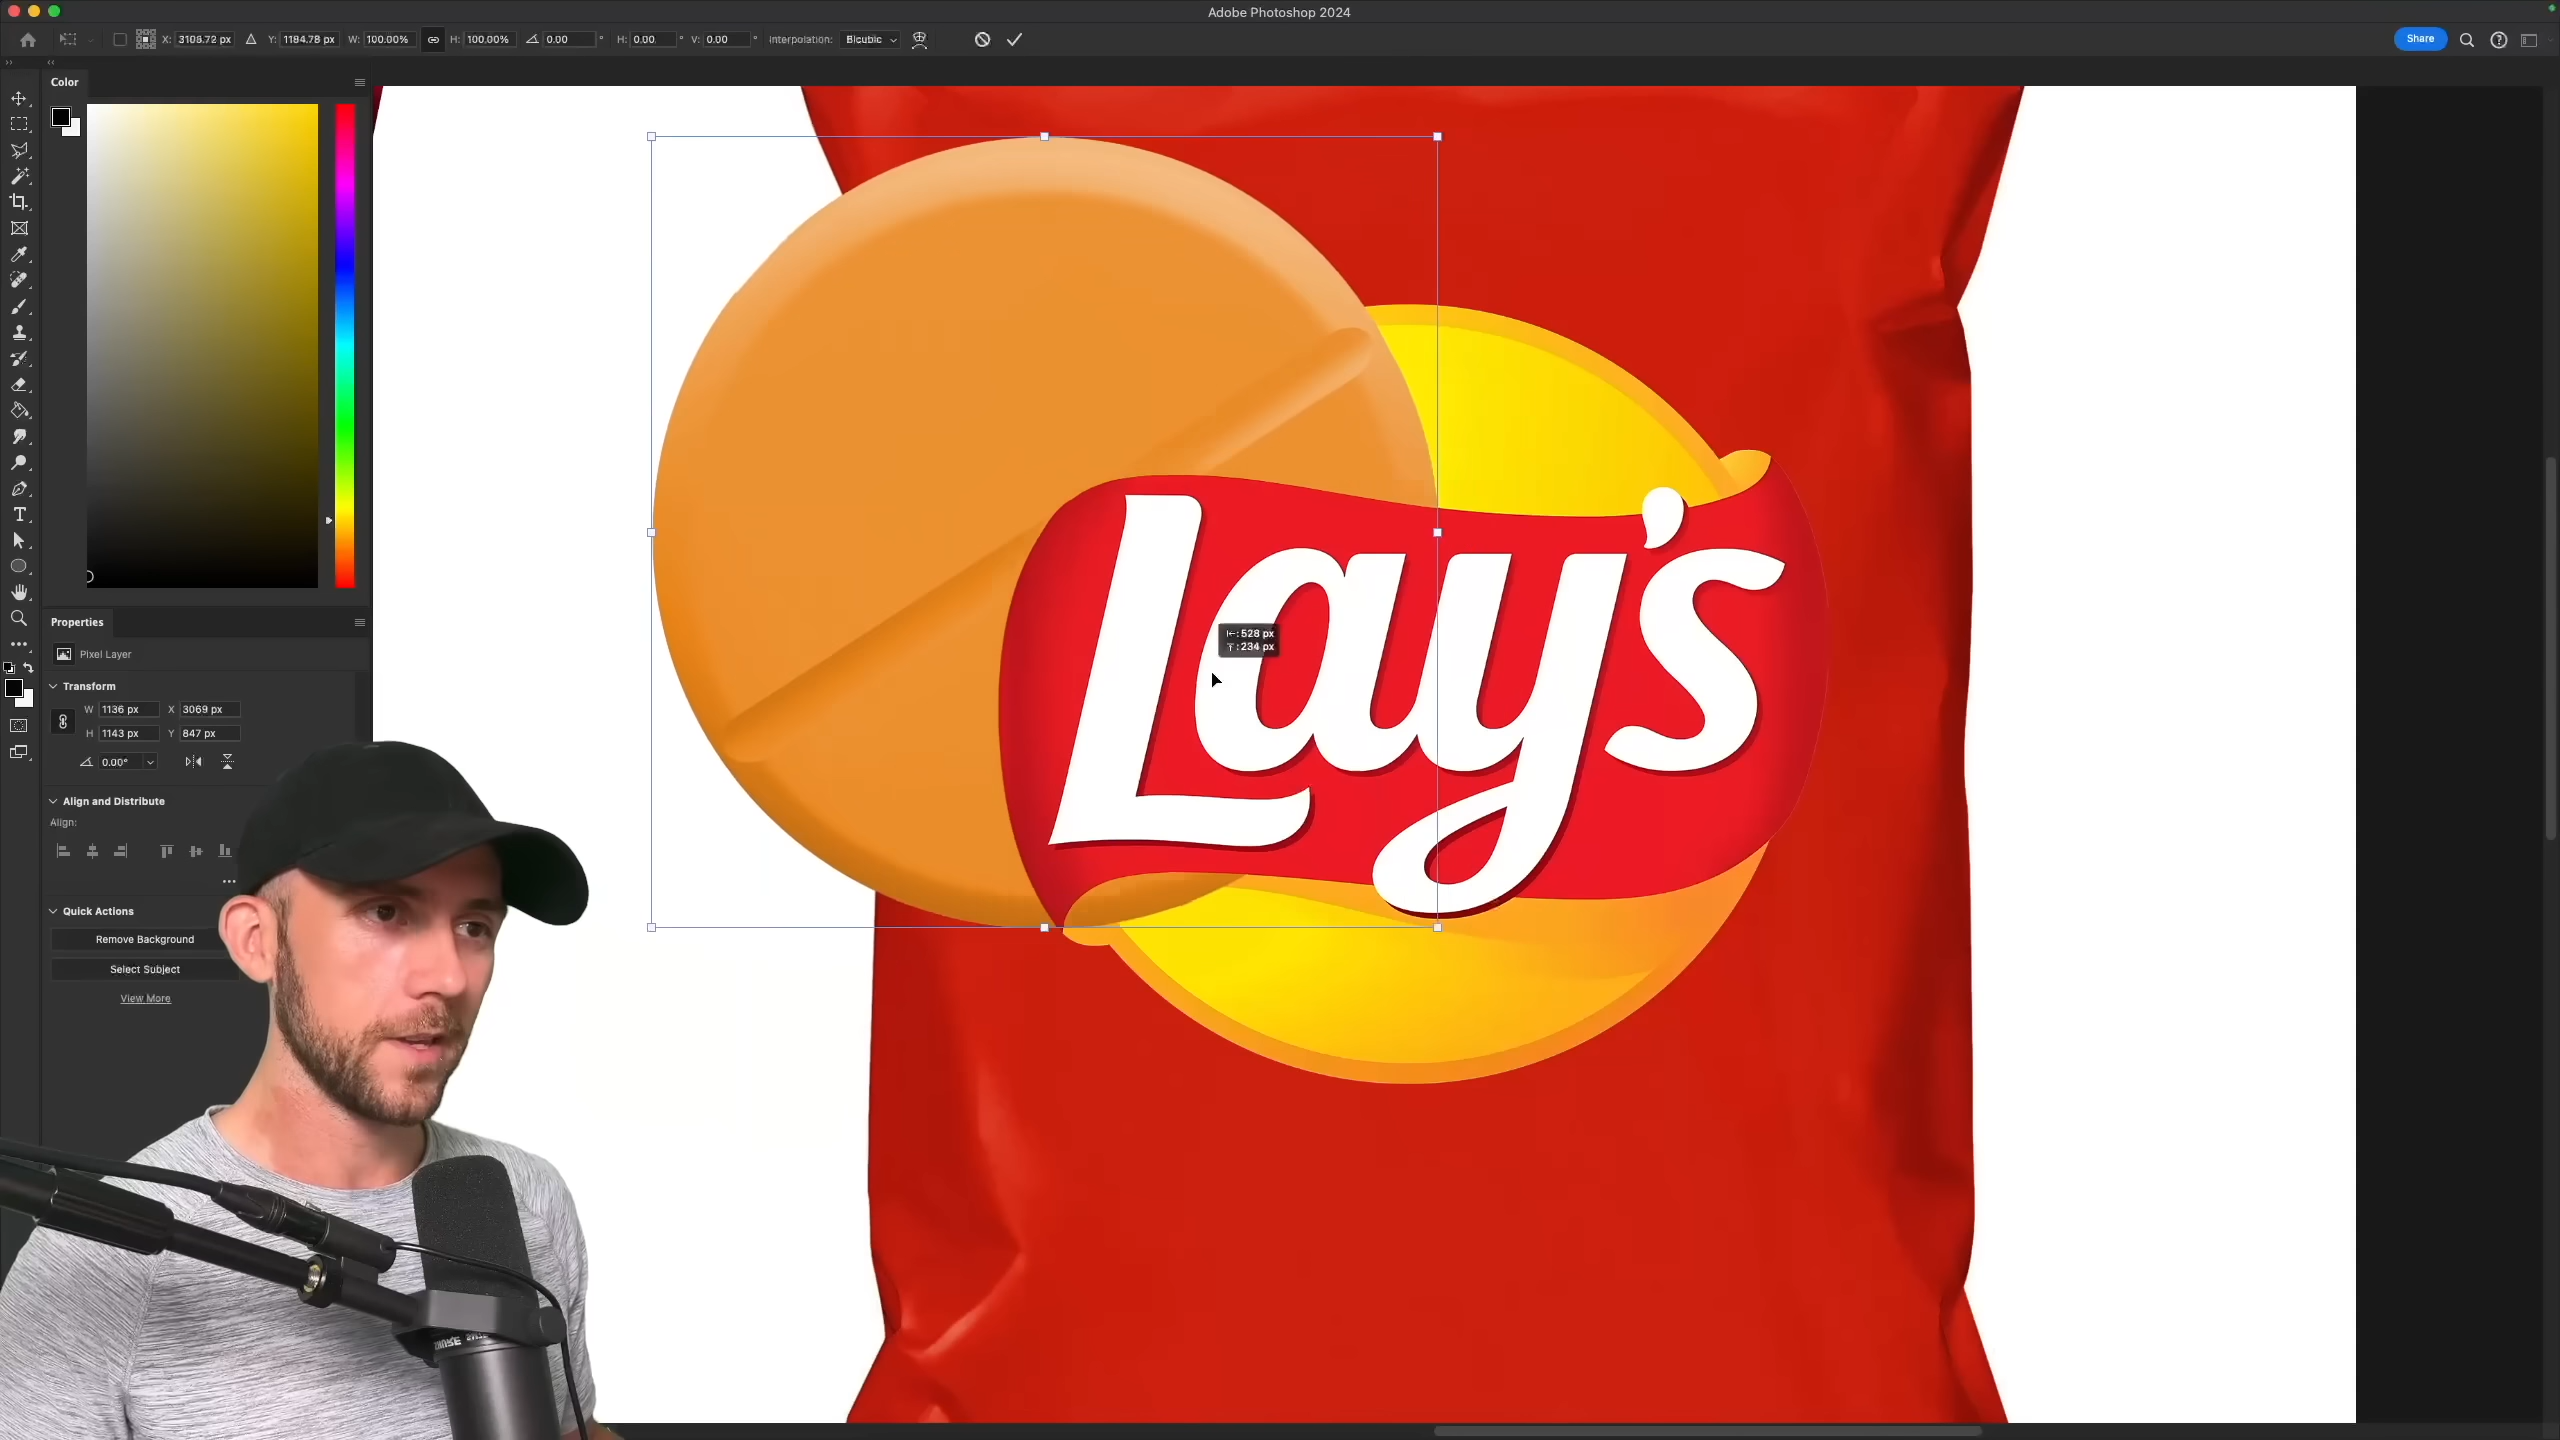 Adobe Photoshop 2024
X: 3108.72 px Y: 1184.78 px W: 100.00% H: 100.00% 0.00 ° H: 0.00 ° V: 0.00 ° Interpolation: Bicubic Share
Color
Properties
Pixel Layer
Transform
W 1136 px X 3069 px
H 1143 px Y 847 px
0.00°
Align and Distribute
Align:
Quick Actions
Remove Background
Select Subject
View More
Lay's
: 528 px
: 234 px
SHURE